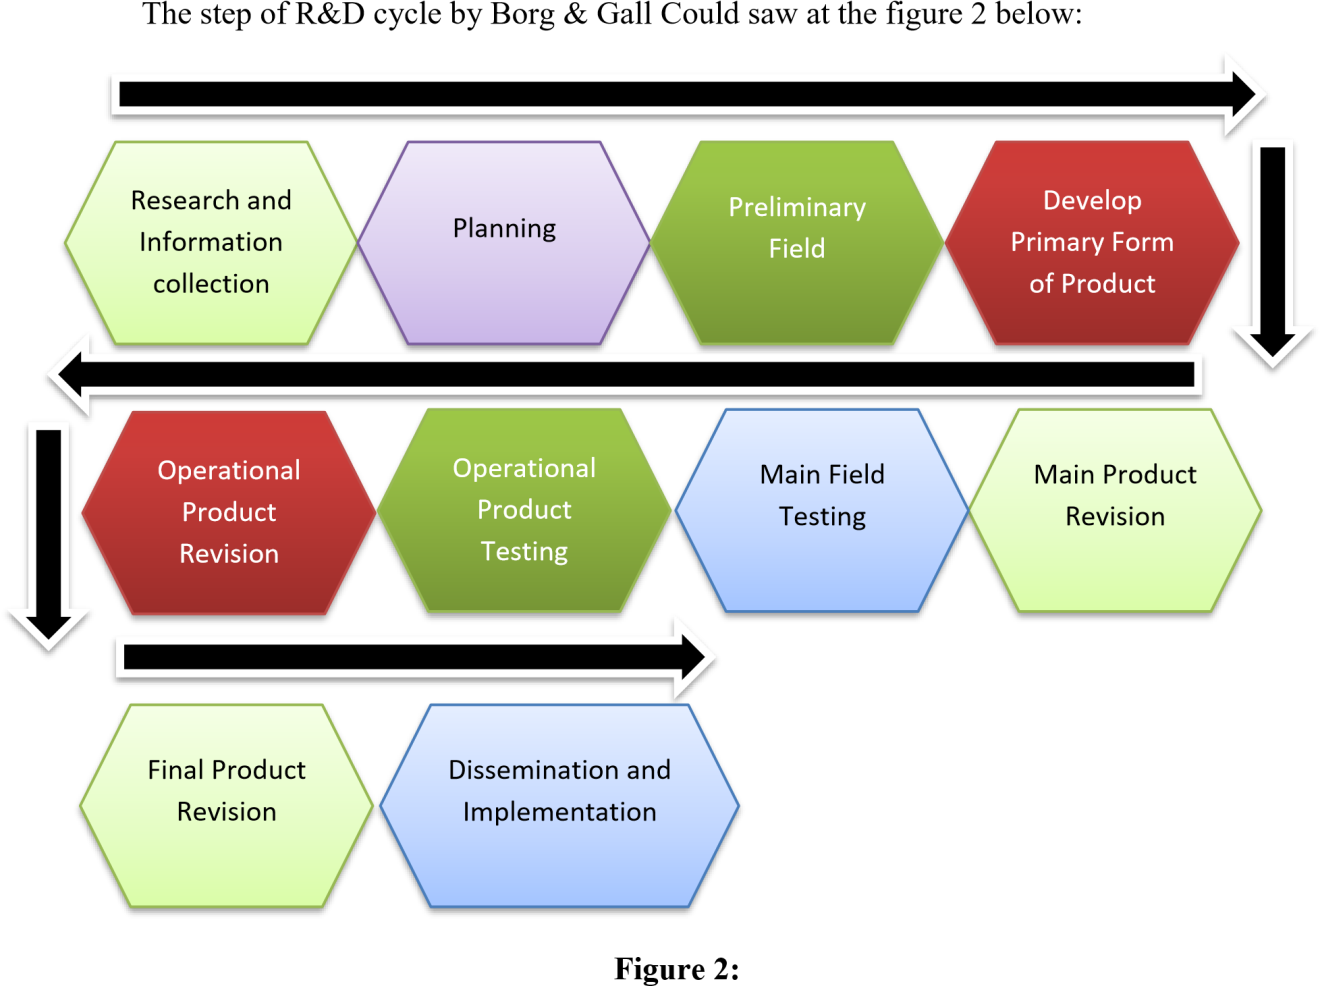 The step of R&D cycle by Borg & Gall Could saw at the figure 2 below:
Research and
Information
collection
Planning
Preliminary
Field
Develop
Primary Form
of Product
Operational
Product
Revision
Operational
Product
Testing
Main Field
Testing
Main Product
Revision
Final Product
Revision
Dissemination and
Implementation
Figure 2: